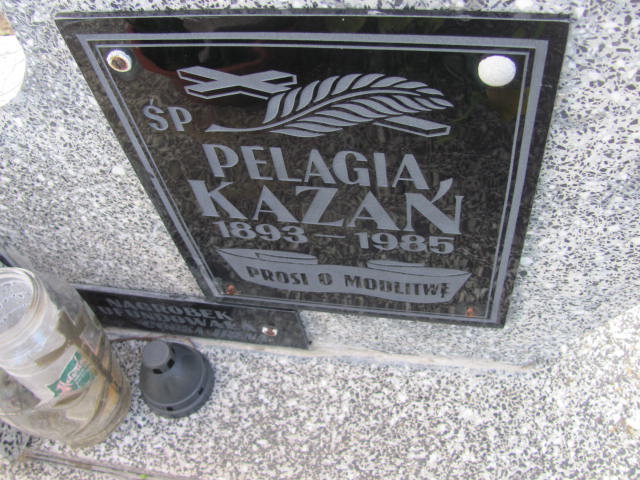 ŚP
PELAGIA
KAZAŃ
1893 — 1985
PROSI O MODLITWĘ
NAGROBEK